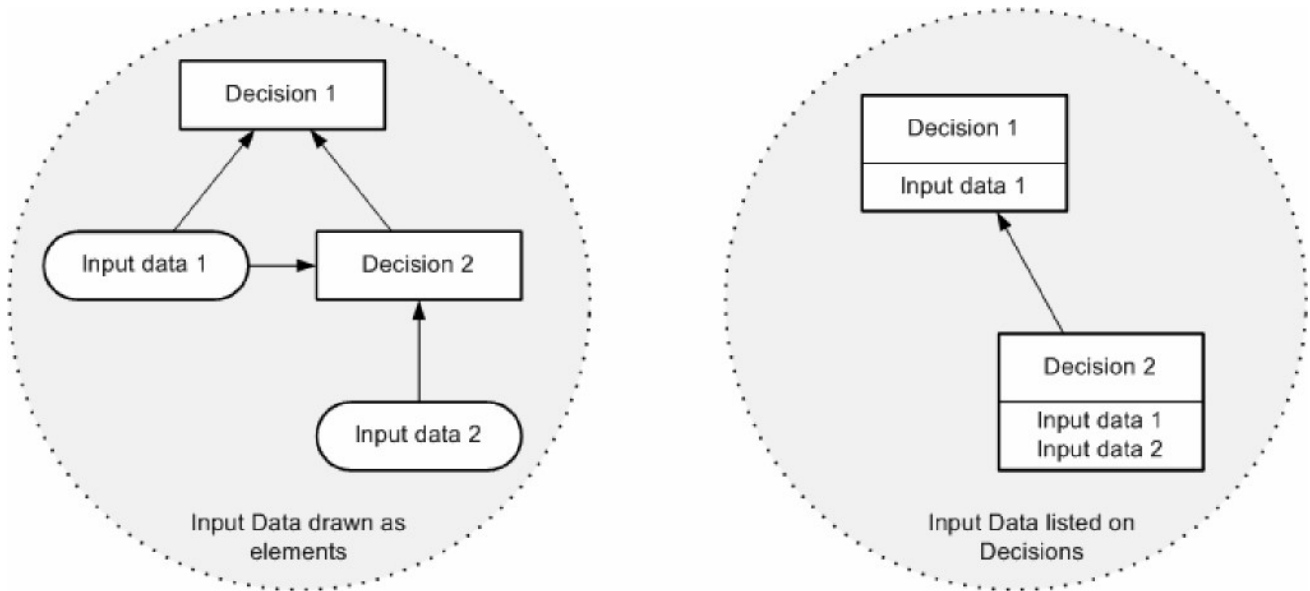 Decision 1
Input data 1
Decision 2
Input data 2
Input Data drawn as
elements
Decision 1
Input data 1
Decision 2
Input data 1
Input data 2
Input Data listed on
Decisions